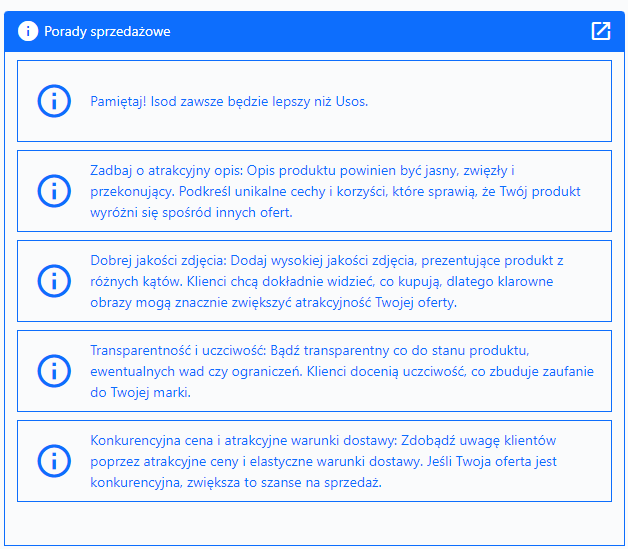 Porady sprzedażowe
Pamiętaj! Isod zawsze będzie lepszy niż Usos.
Zadbaj o atrakcyjny opis: Opis produktu powinien być jasny, zwięzły i
przekonujący. Podkreśl unikalne cechy i korzyści, które sprawią, że Twój produkt
wyróżni się spośród innych ofert.
Dobrej jakości zdjęcia: Dodaj wysokiej jakości zdjęcia, prezentujące produkt z
różnych kątów. Klienci chcą dokładnie widzieć, co kupują, dlatego klarowne
obrazy mogą znacznie zwiększyć atrakcyjność Twojej oferty.
Transparentność i uczciwość: Bądź transparentny co do stanu produktu,
ewentualnych wad czy ograniczeń. Klienci docenią uczciwość, co zbuduje zaufanie
do Twojej marki.
Konkurencyjna cena i atrakcyjne warunki dostawy: Zdobądź uwagę klientów
poprzez atrakcyjne ceny i elastyczne warunki dostawy. Jeśli Twoja oferta jest
konkurencyjna, zwiększa to szanse na sprzedaż.